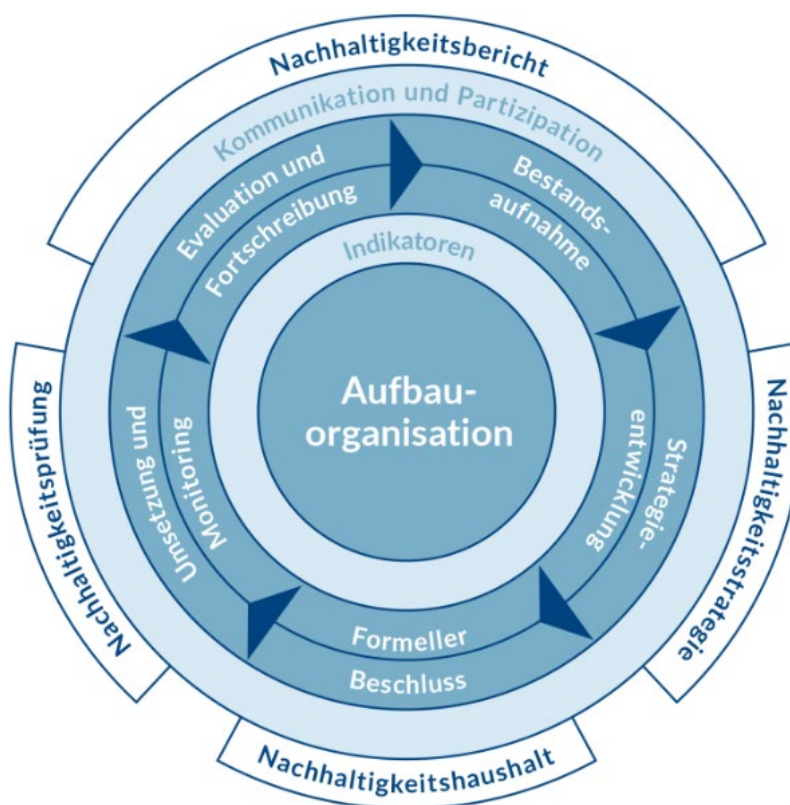 Nachhaltigkeitsbericht
Kommunikation und Partizipation
Evaluation und
Fortschreibung
Bestands-
aufnahme
Indikatoren
Aufbau-
organisation
Strategie-
entwicklung
Nachhaltigkeitsstrategie
Formeller
Beschluss
Nachhaltigkeitshaushalt
Umsetzung und
Monitoring
Nachhaltigkeitsprüfung